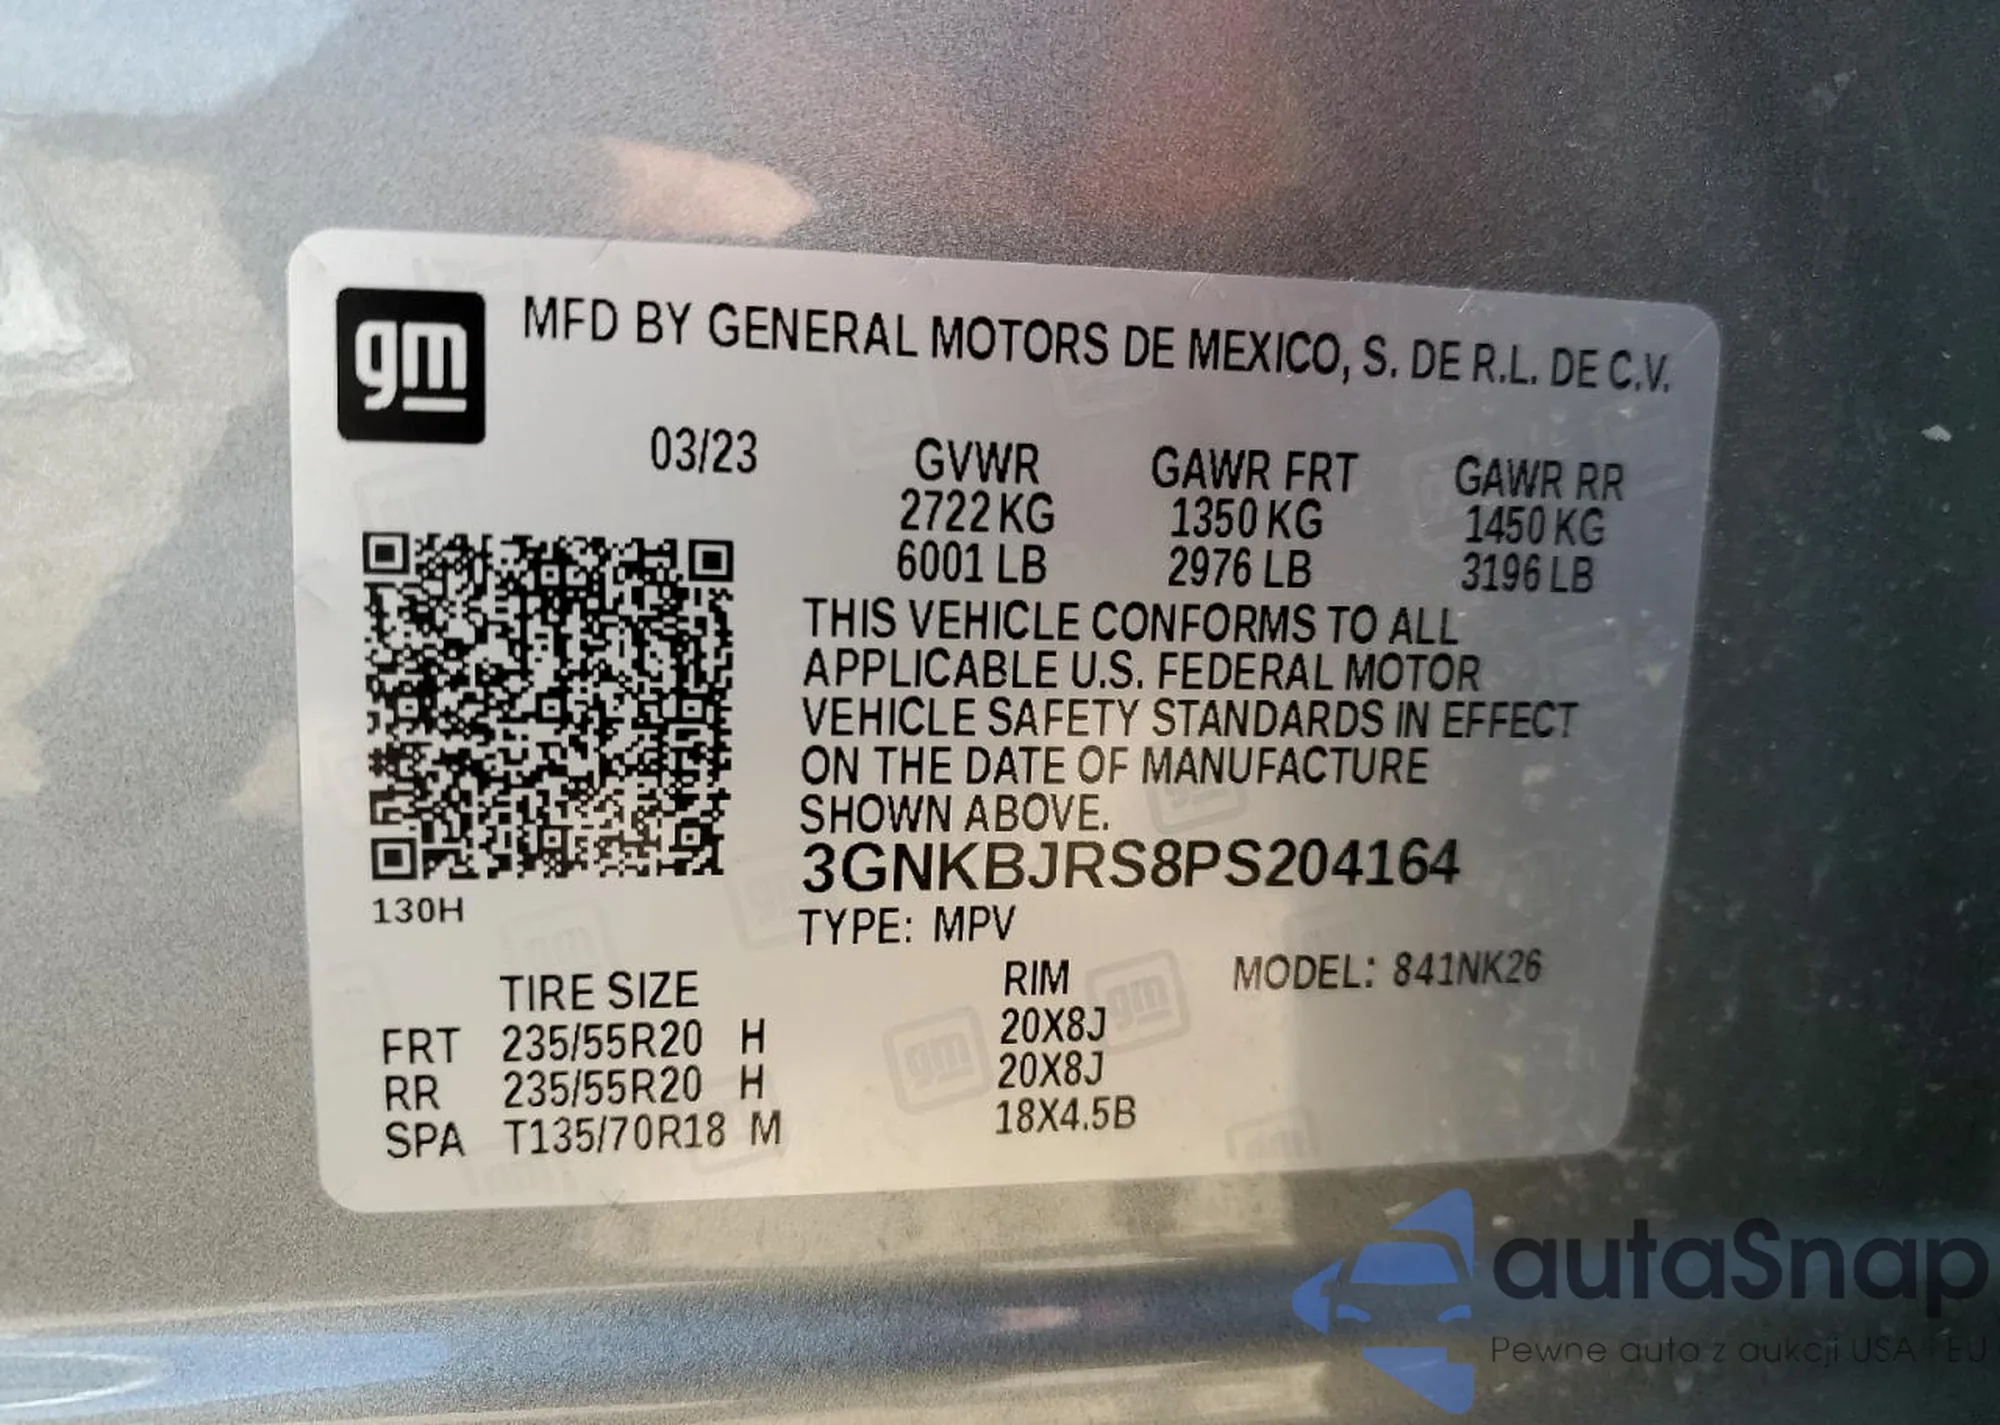 gm MFD BY GENERAL MOTORS DE MEXICO, S. DE R.L. DE C.V.
03/23 GVWR GAWR FRT GAWR RR
2722 KG 1350 KG 1450 KG
6001 LB 2976 LB 3196 LB
THIS VEHICLE CONFORMS TO ALL
APPLICABLE U.S. FEDERAL MOTOR
VEHICLE SAFETY STANDARDS IN EFFECT
ON THE DATE OF MANUFACTURE
SHOWN ABOVE.
3GNKBJRS8PS204164
130H
TYPE: MPV
TIRE SIZE RIM MODEL: 841NK26
FRT 235/55R20 H 20X8J
RR 235/55R20 H 20X8J
SPA T135/70R18 M 18X4.5B
gm
gm
autaSnap
Pewne auta z aukcji USA i EU